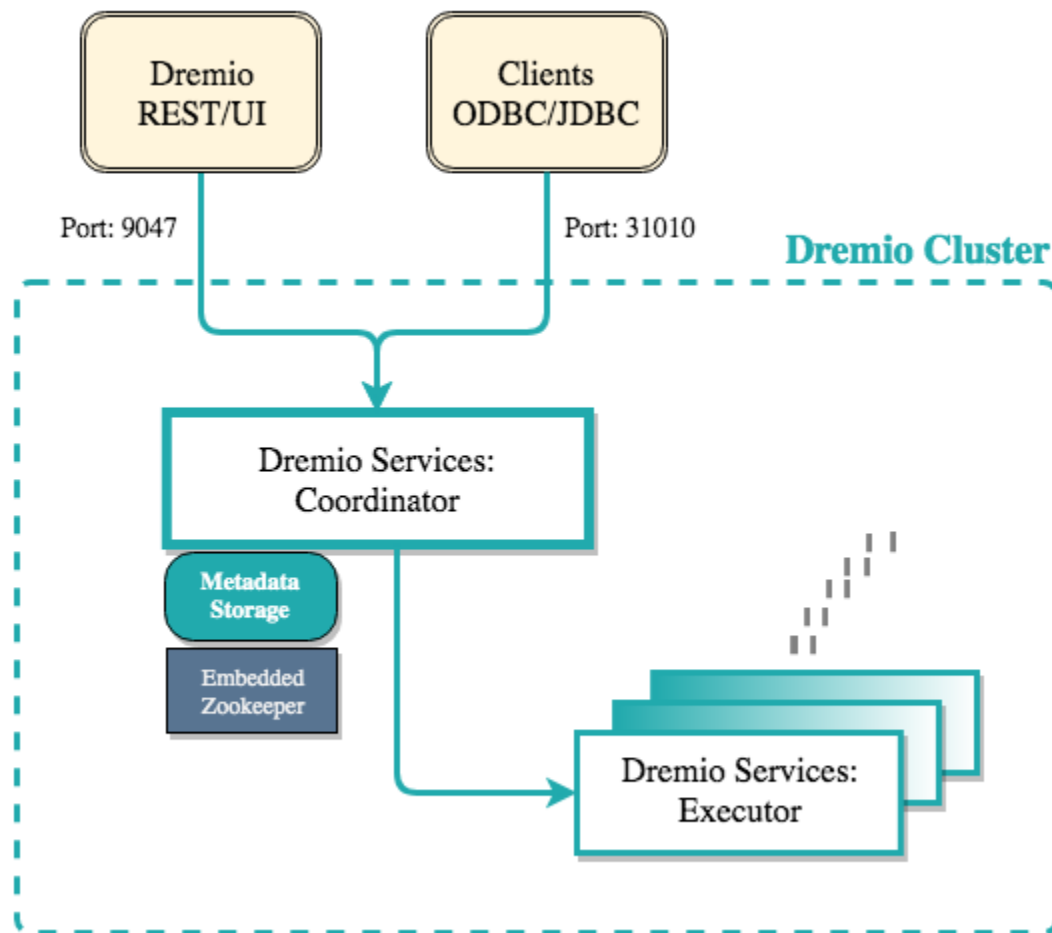 Dremio
REST/UI
Clients
ODBC/JDBC
Port: 9047
Port: 31010
Dremio Cluster
Dremio Services:
Coordinator
Metadata
Storage
Embedded
Zookeeper
Dremio Services:
Executor